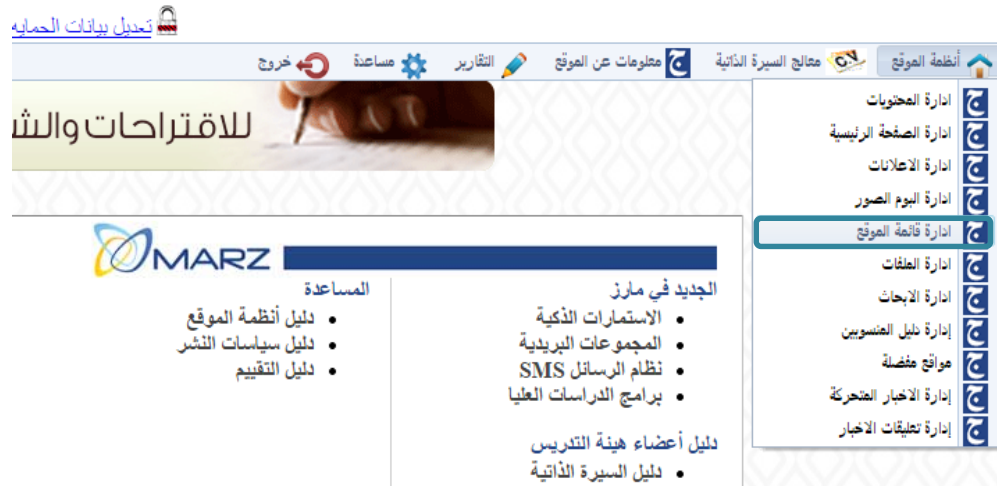 تعديل بيانات الحمايه
أنظمة الموقع معالج السيرة الذاتية معلومات عن الموقع التقارير مساعدة خروج
ادارة المحتويات
ادارة الصفحة الرئيسية
ادارة الاعلانات
ادارة البوم الصور
ادارة قائمة الموقع
ادارة الملفات
ادارة الابحاث
إدارة دليل المنسوبين
مواقع مفضلة
إدارة الاخبار المتحركة
إدارة تعليقات الاخبار
للاقتراحات والش
MARZ
الجديد في مارز
الاستمارات الذكية
المجموعات البريدية
نظام الرسائل SMS
برامج الدراسات العليا
دليل أعضاء هيئة التدريس
دليل السيرة الذاتية
المساعدة
دليل أنظمة الموقع
دليل سياسات النشر
دليل التقييم